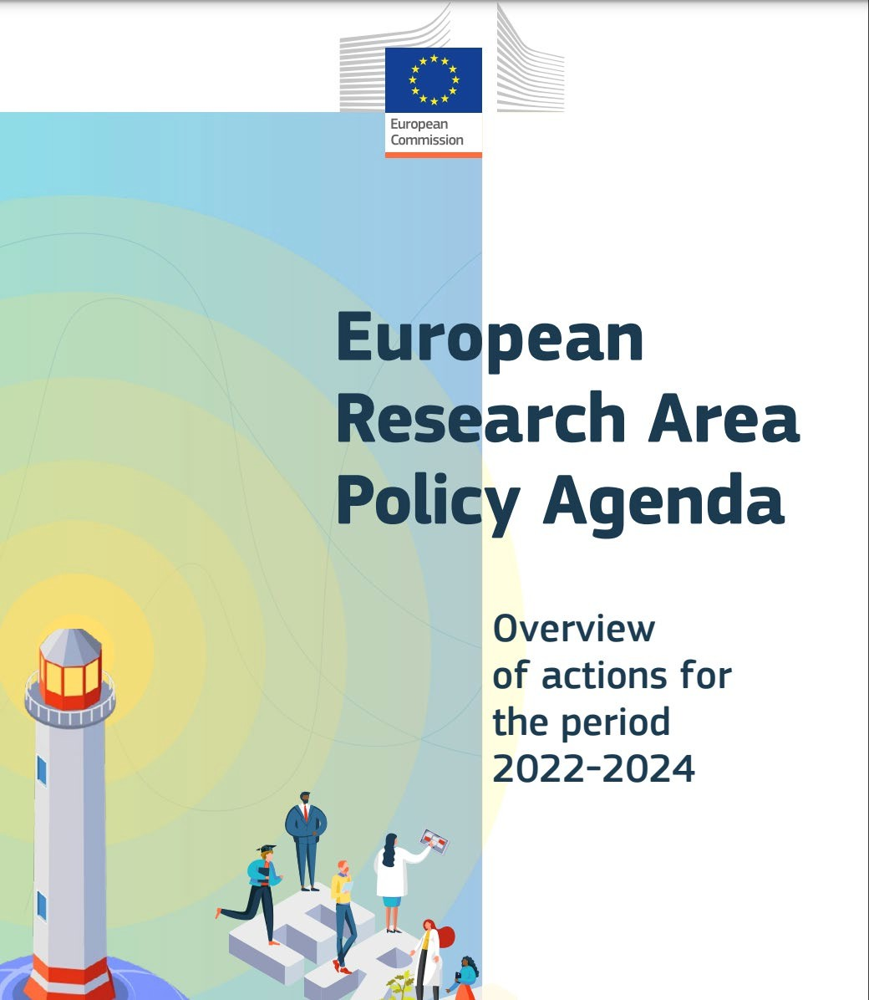 European
Commission
European
Research Area
Policy Agenda
Overview
of actions for
the period
2022-2024